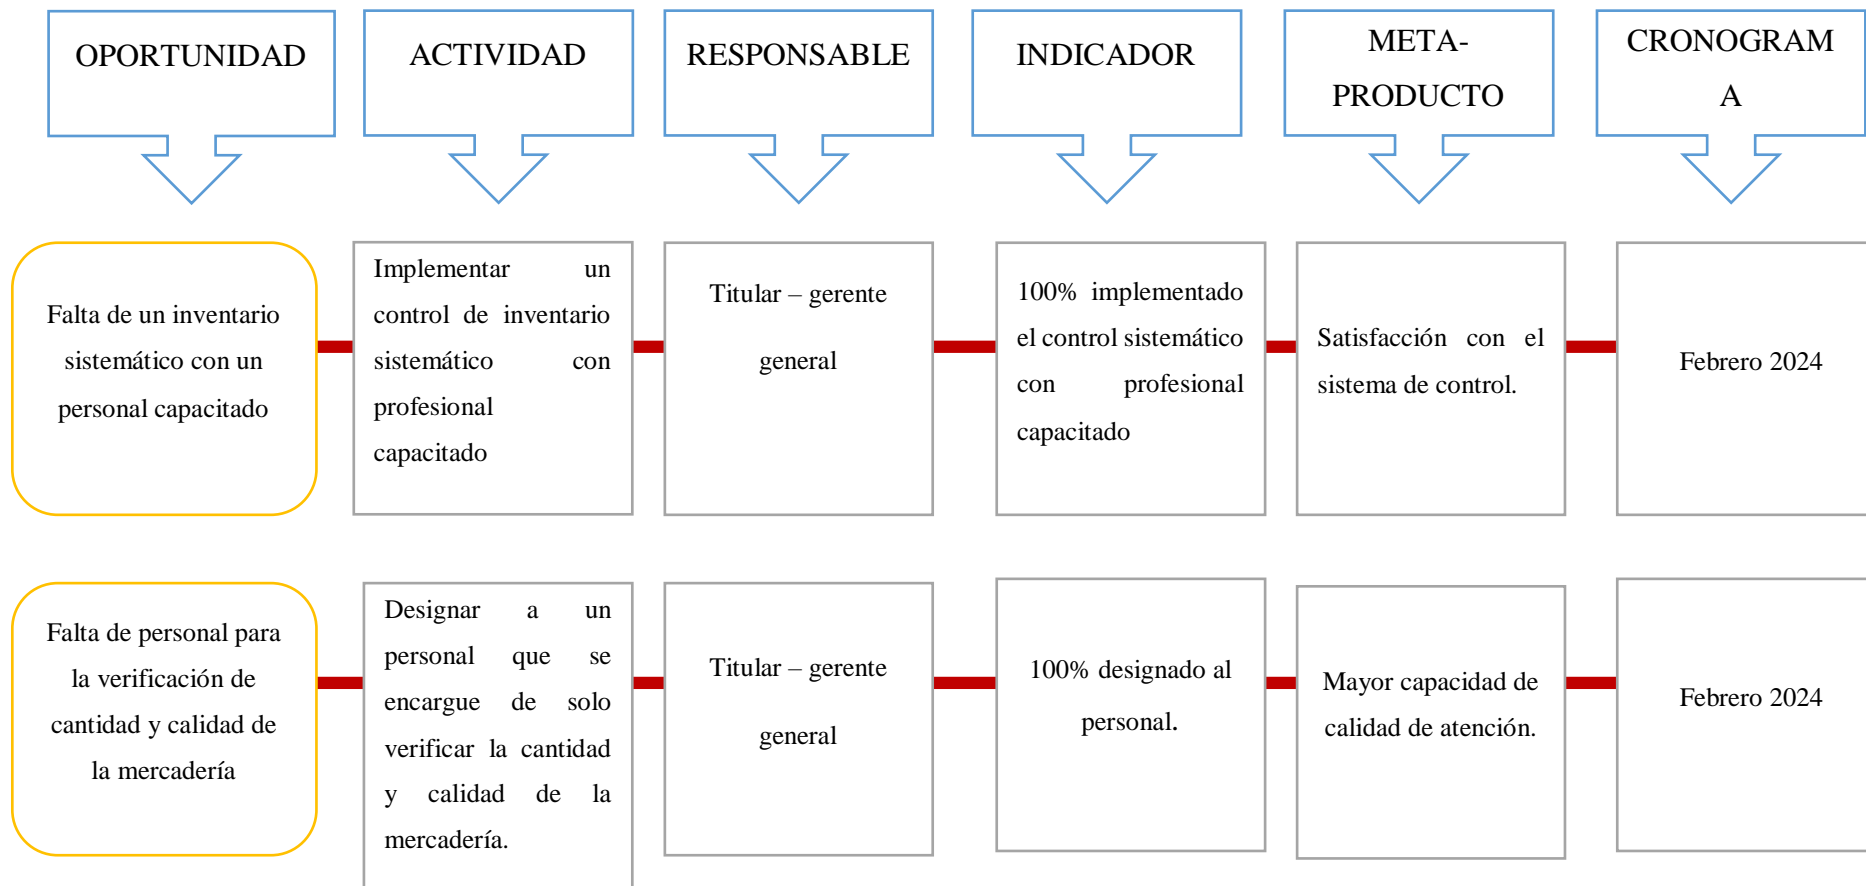 OPORTUNIDAD
ACTIVIDAD
RESPONSABLE
INDICADOR
META-
PRODUCTO
CRONOGRAM
A
Falta de un inventario
sistemático con un
personal capacitado
Implementar un
control de inventario
sistemático con
profesional
capacitado
Titular – gerente
general
100% implementado
el control sistemático
con profesional
capacitado
Satisfacción con el
sistema de control.
Febrero 2024
Falta de personal para
la verificación de
cantidad y calidad de
la mercadería
Designar a un
personal que se
encargue de solo
verificar la cantidad
y calidad de la
mercadería.
Titular – gerente
general
100% designado al
personal.
Mayor capacidad de
calidad de atención.
Febrero 2024